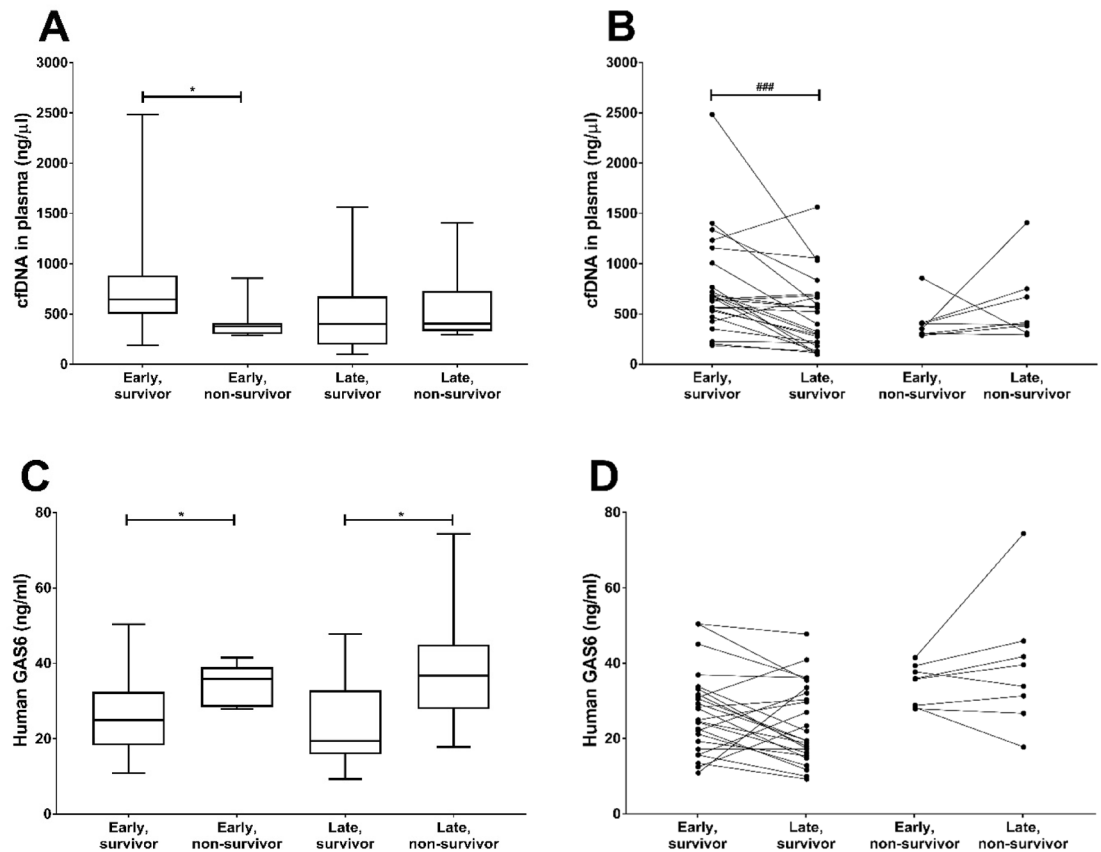 A
cfDNA in plasma (ng/µl)
3000
2500
2000
1500
1000
500
0
*
Early,
survivor
Early,
non-survivor
Late,
survivor
Late,
non-survivor
B
cfDNA in plasma (ng/µl)
3000
2500
2000
1500
1000
500
0
###
Early,
survivor
Late,
survivor
Early,
non-survivor
Late,
non-survivor
C
Human GAS6 (ng/ml)
80
60
40
20
0
*
*
Early,
survivor
Early,
non-survivor
Late,
survivor
Late,
non-survivor
D
Human GAS6 (ng/ml)
80
60
40
20
0
Early,
survivor
Late,
survivor
Early,
non-survivor
Late,
non-survivor